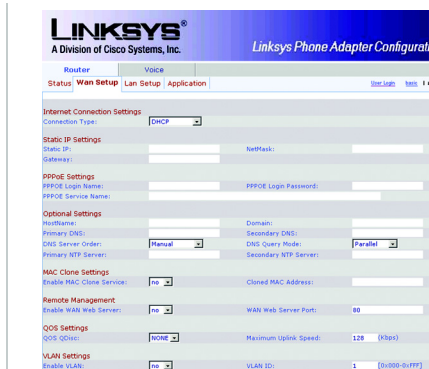 LINKSYS®
A Division of Cisco Systems, Inc.
Linksys Phone Adapter Configurati
Router Voice
Status Wan Setup Lan Setup Application User Login basic
Internet Connection Settings
Connection Type: DHCP
Static IP Settings
Static IP: NetMask:
Gateway:
PPPoE Settings
PPPOE Login Name: PPPOE Login Password:
PPPOE Service Name:
Optional Settings
HostName: Domain:
Primary DNS: Secondary DNS:
DNS Server Order: Manual DNS Query Mode: Parallel
Primary NTP Server: Secondary NTP Server:
MAC Clone Settings
Enable MAC Clone Service: no Cloned MAC Address:
Remote Management
Enable WAN Web Server: no WAN Web Server Port: 80
QOS Settings
QOS QDisc: NONE Maximum Uplink Speed: 128 (Kbps)
VLAN Settings
Enable VLAN: no VLAN ID: 1 [0x000-0xFFF]